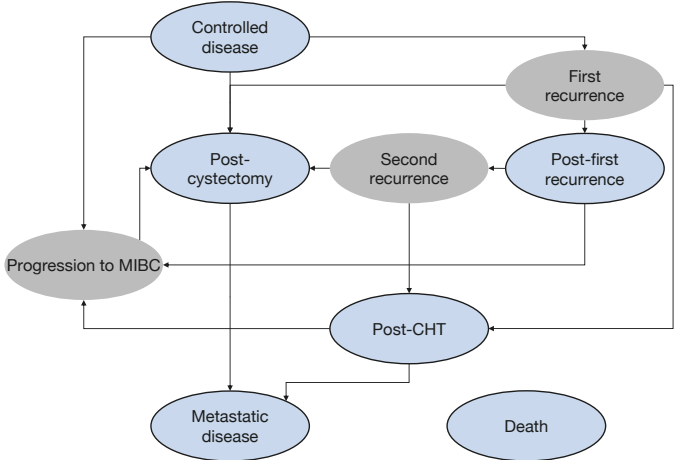 Controlled
disease
First
recurrence
Post-
cystectomy
Second
recurrence
Post-first
recurrence
Progression to MIBC
Post-CHT
Metastatic
disease
Death